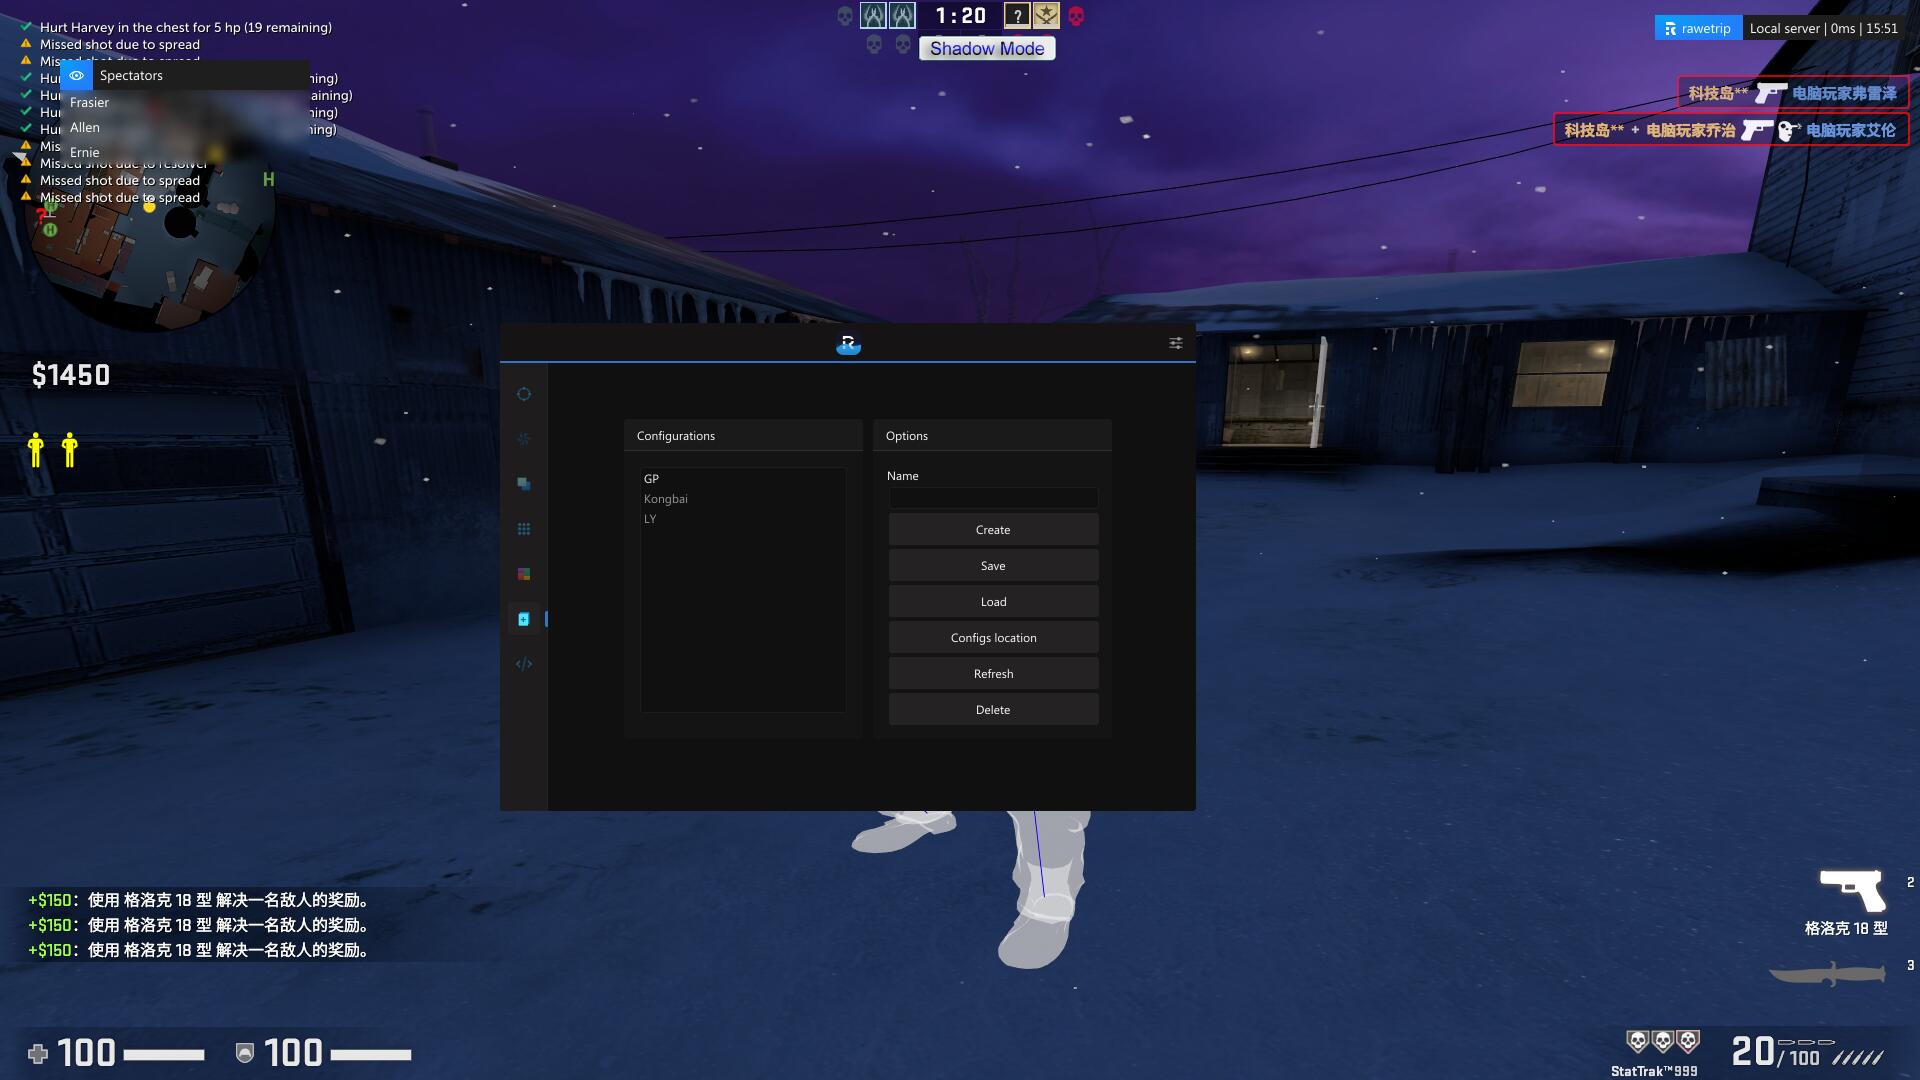 Hurt Harvey in the chest for 5 hp (19 remaining)
Missed shot due to spread
1:20
?
Shadow Mode
rawetrip
Local server | 0ms | 15:51
Spectators
Frasier
Allen
Ernie
Missed shot due to resolver
Missed shot due to spread
Missed shot due to spread
H
H
科技岛** 电脑玩家弗雷泽
科技岛** + 电脑玩家乔治 电脑玩家艾伦
$1450
Configurations
GP
Kongbai
LY
Options
Name
Create
Save
Load
Configs location
Refresh
Delete
+$150：使用 格洛克 18 型 解决一名敌人的奖励。
+$150：使用 格洛克 18 型 解决一名敌人的奖励。
+$150：使用 格洛克 18 型 解决一名敌人的奖励。
2
格洛克 18 型
3
100
100
StatTrak™999
20/100